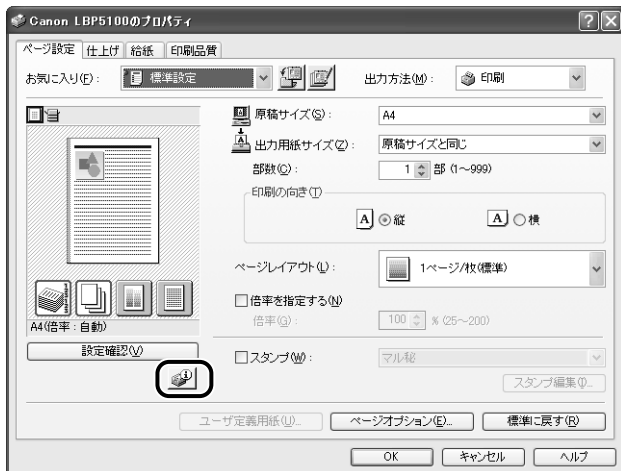 Canon LBP5100のプロパティ
ページ設定 仕上げ 給紙 印刷品質
お気に入り(F): 標準設定 出力方法(M): 印刷
原稿サイズ(S): A4
出力用紙サイズ(Z): 原稿サイズと同じ
部数(C): 1 部 (1～999)
印刷の向き(T)
A 縦 A 横
ページレイアウト(L): 1ページ/枚(標準)
倍率を指定する(N)
倍率(G): 100 % (25～200)
A4(倍率:自動)
設定確認(V)
スタンプ(W): マル秘
スタンプ編集(I)...
ユーザ定義用紙(U)... ページオプション(E)... 標準に戻す(R)
OK キャンセル ヘルプ